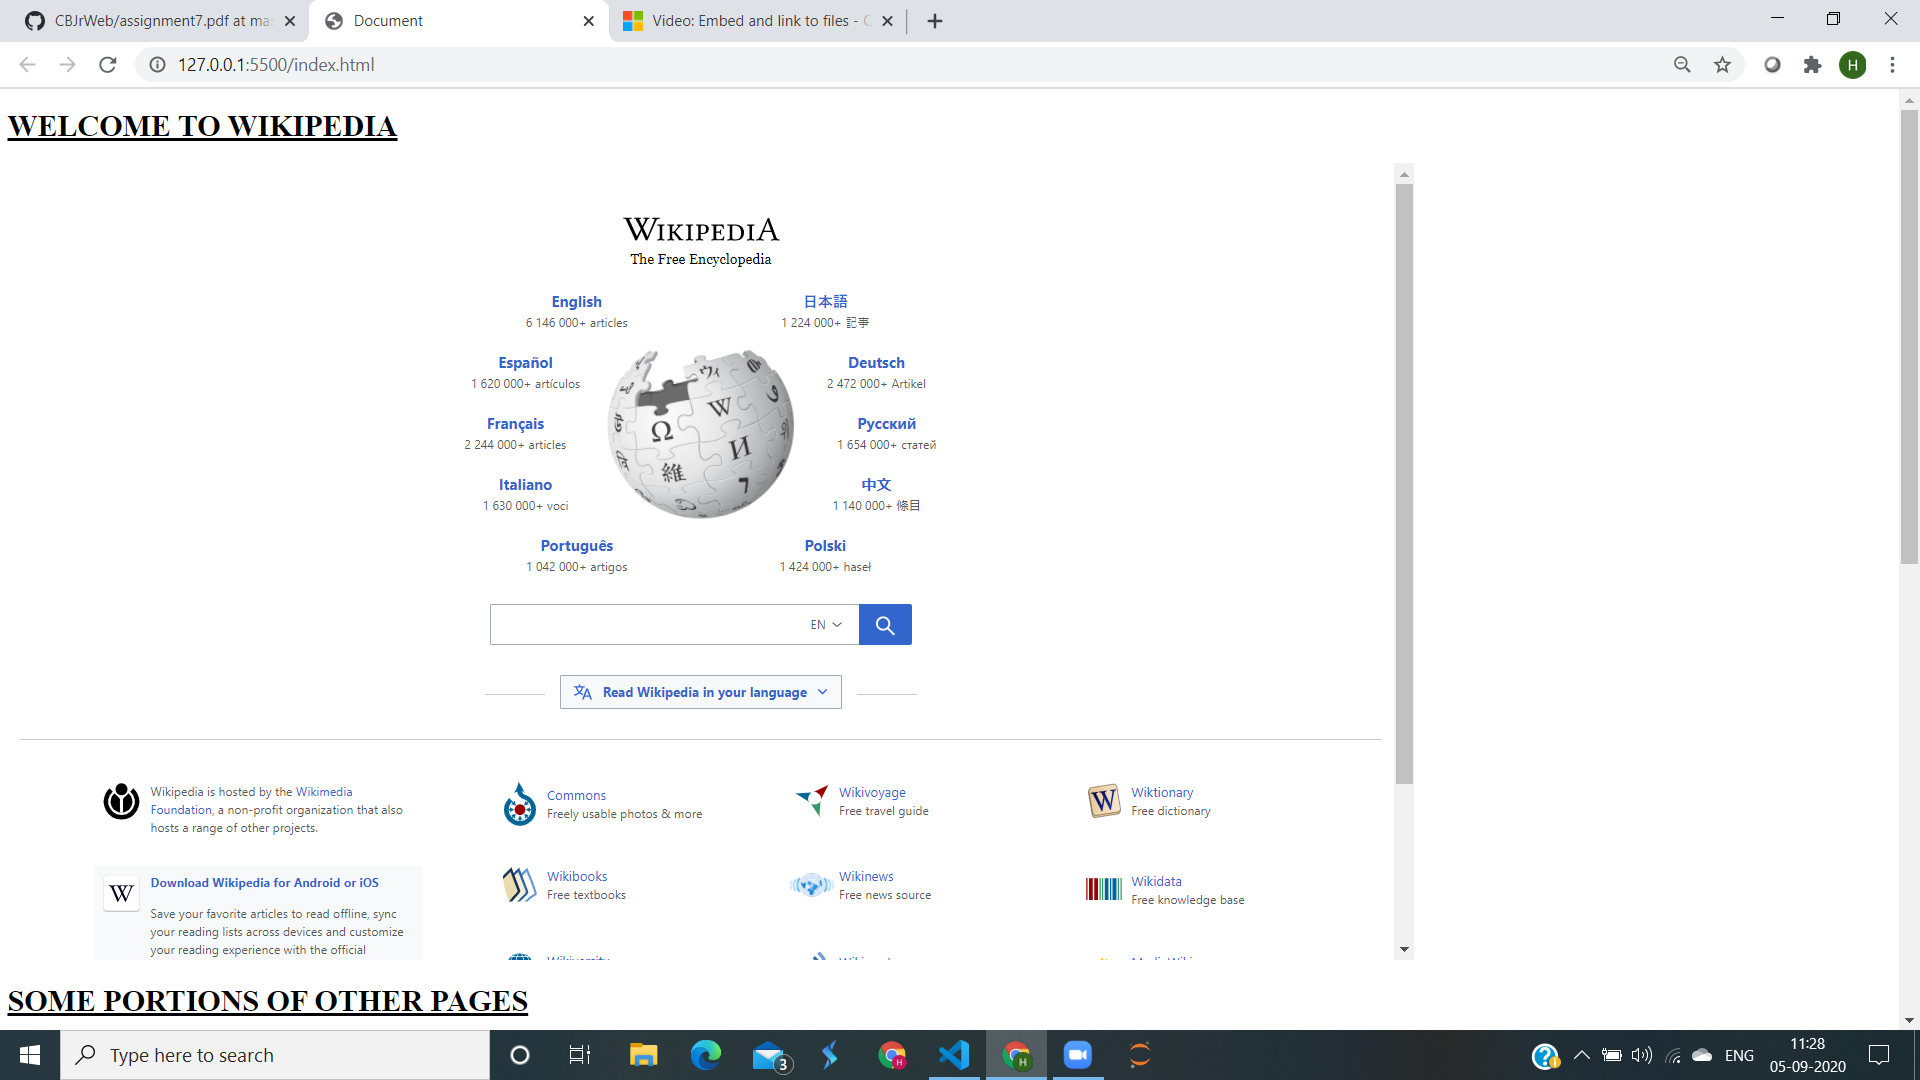 CBJrWeb/assignment7.pdf at mas
Document
Video: Embed and link to files - C
127.0.0.1:5500/index.html
H
WELCOME TO WIKIPEDIA
WIKIPEDIA
The Free Encyclopedia
English
6 146 000+ articles
日本語
1 224 000+ 記事
Español
1 620 000+ artículos
Deutsch
2 472 000+ Artikel
Français
2 244 000+ articles
Русский
1 654 000+ статей
Italiano
1 630 000+ voci
中文
1 140 000+ 條目
Português
1 042 000+ artigos
Polski
1 424 000+ haseł
EN
Read Wikipedia in your language
Wikipedia is hosted by the Wikimedia
Foundation, a non-profit organization that also
hosts a range of other projects.
Commons
Freely usable photos & more
Wikivoyage
Free travel guide
Wiktionary
Free dictionary
Download Wikipedia for Android or iOS
Save your favorite articles to read offline, sync
your reading lists across devices and customize
your reading experience with the official
Wikibooks
Free textbooks
Wikinews
Free news source
Wikidata
Free knowledge base
Wikiversity
SOME PORTIONS OF OTHER PAGES
Type here to search
3
ENG
11:28
05-09-2020